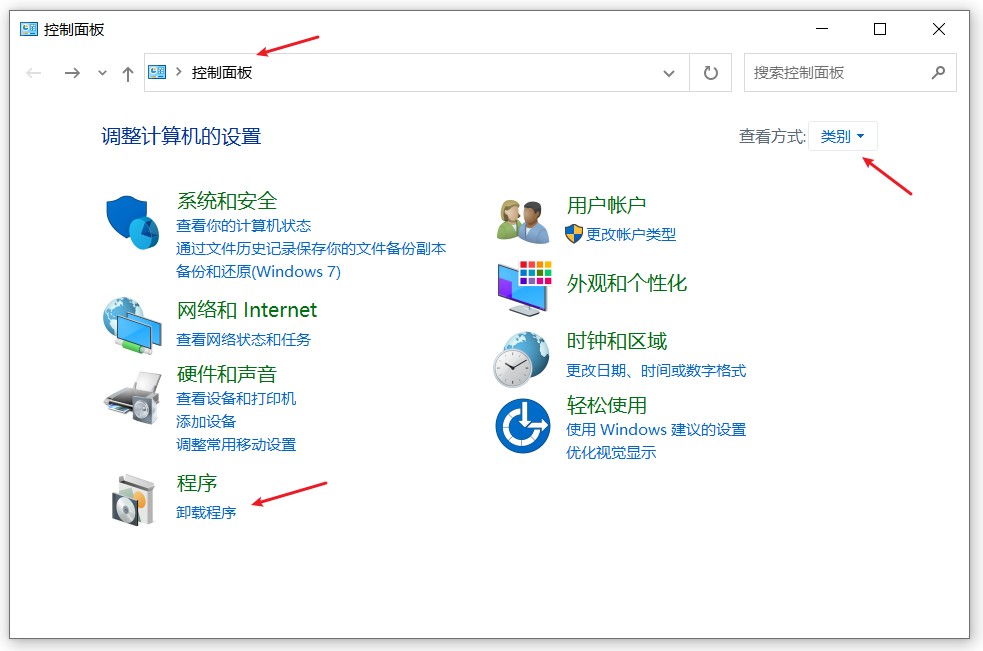 控制面板
控制面板
搜索控制面板
调整计算机的设置
查看方式: 类别
系统和安全
查看你的计算机状态
通过文件历史记录保存你的文件备份副本
备份和还原(Windows 7)
网络和 Internet
查看网络状态和任务
硬件和声音
查看设备和打印机
添加设备
调整常用移动设置
程序
卸载程序
用户帐户
更改帐户类型
外观和个性化
时钟和区域
更改日期、时间或数字格式
轻松使用
使用 Windows 建议的设置
优化视觉显示